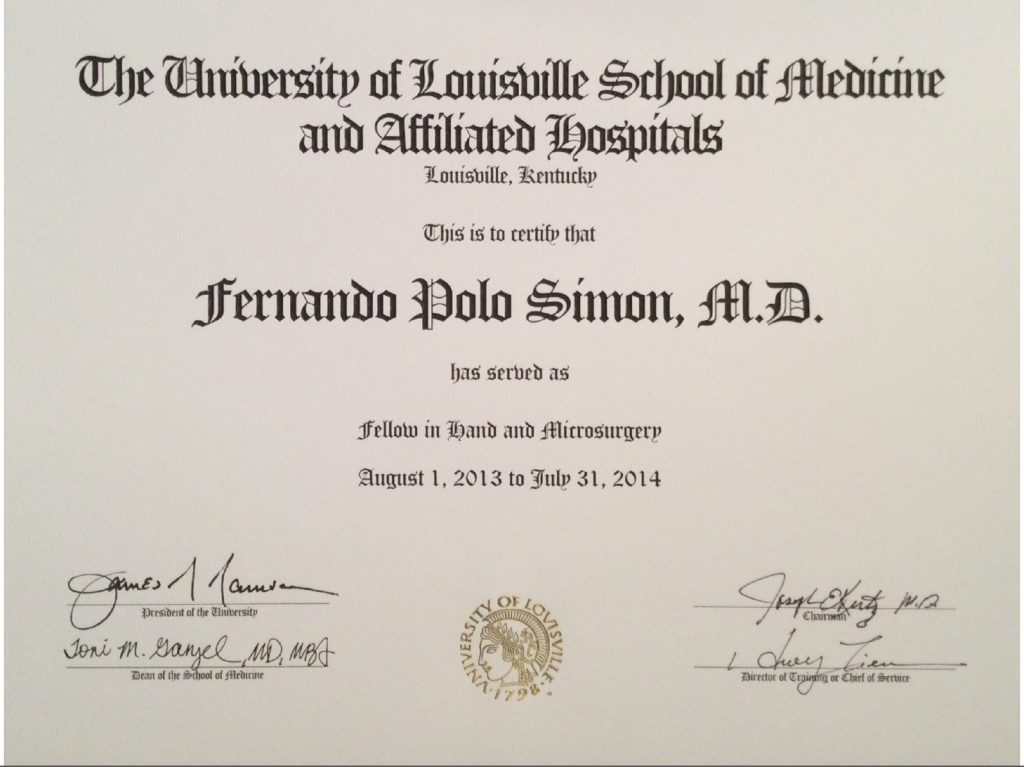 The University of Louisville School of Medicine
and Affiliated Hospitals
Louisville, Kentucky
This is to certify that
Fernando Polo Simon, M.D.
has served as
Fellow in Hand and Microsurgery
August 1, 2013 to July 31, 2014
President of the University
Toni M. Ganzel, MD, MBA
Dean of the School of Medicine
UNIVERSITY OF LOUISVILLE
1798
Joseph E Kutz M.D.
Chairman
Director of Training or Chief of Service